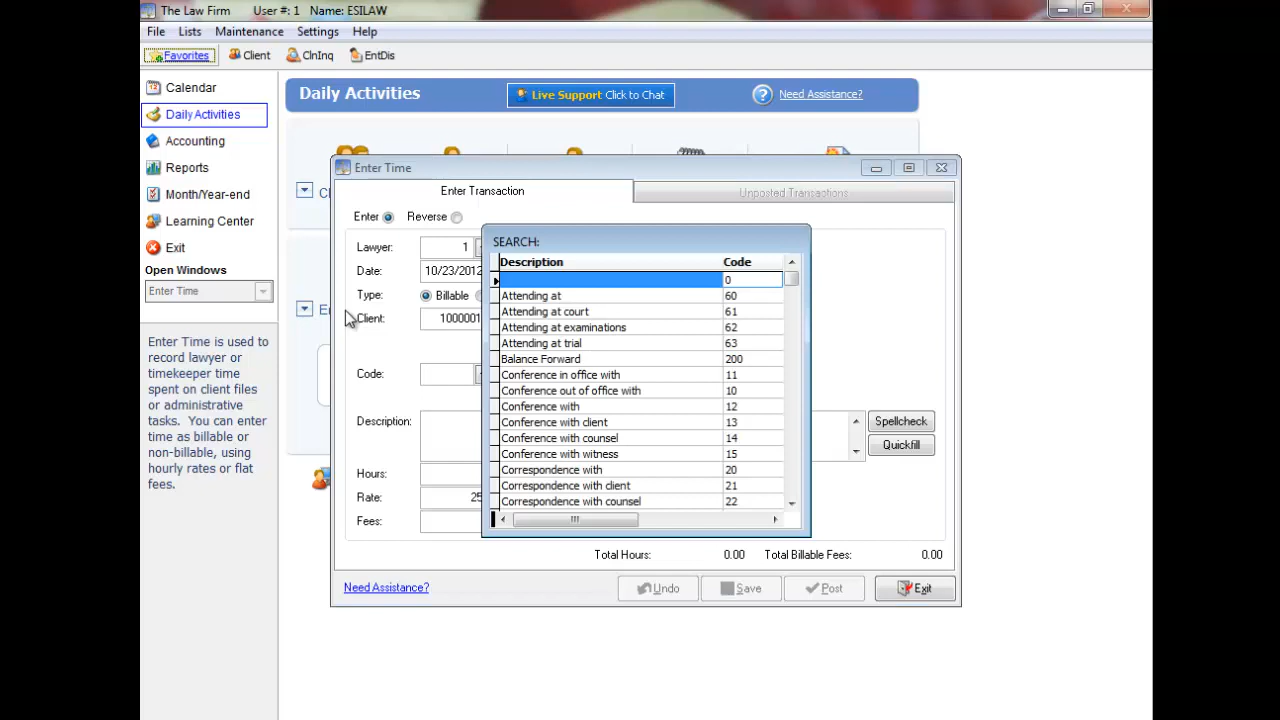 The Law Firm User #: 1 Name: ESILAW
File Lists Maintenance Settings Help
Favorites Client ClnInq EntDis
Calendar
Daily Activities
Accounting
Reports
Month/Year-end
Learning Center
Exit
Open Windows
Enter Time
Enter Time is used to
record lawyer or
timekeeper time
spent on client files
or administrative
tasks. You can enter
time as billable or
non-billable, using
hourly rates or flat
fees.
Daily Activities
Live Support Click to Chat
Need Assistance?
Enter Time
Enter Transaction
Unposted Transactions
Enter Reverse
Lawyer: 1
Date: 10/23/2012
Type: Billable
Client: 1000001
Code:
Description:
Hours:
Rate: 25
Fees:
SEARCH:
Description Code
0
Attending at 60
Attending at court 61
Attending at examinations 62
Attending at trial 63
Balance Forward 200
Conference in office with 11
Conference out of office with 10
Conference with 12
Conference with client 13
Conference with counsel 14
Conference with witness 15
Correspondence with 20
Correspondence with client 21
Correspondence with counsel 22
Spellcheck
Quickfill
Total Hours: 0.00 Total Billable Fees: 0.00
Need Assistance?
Undo Save Post Exit